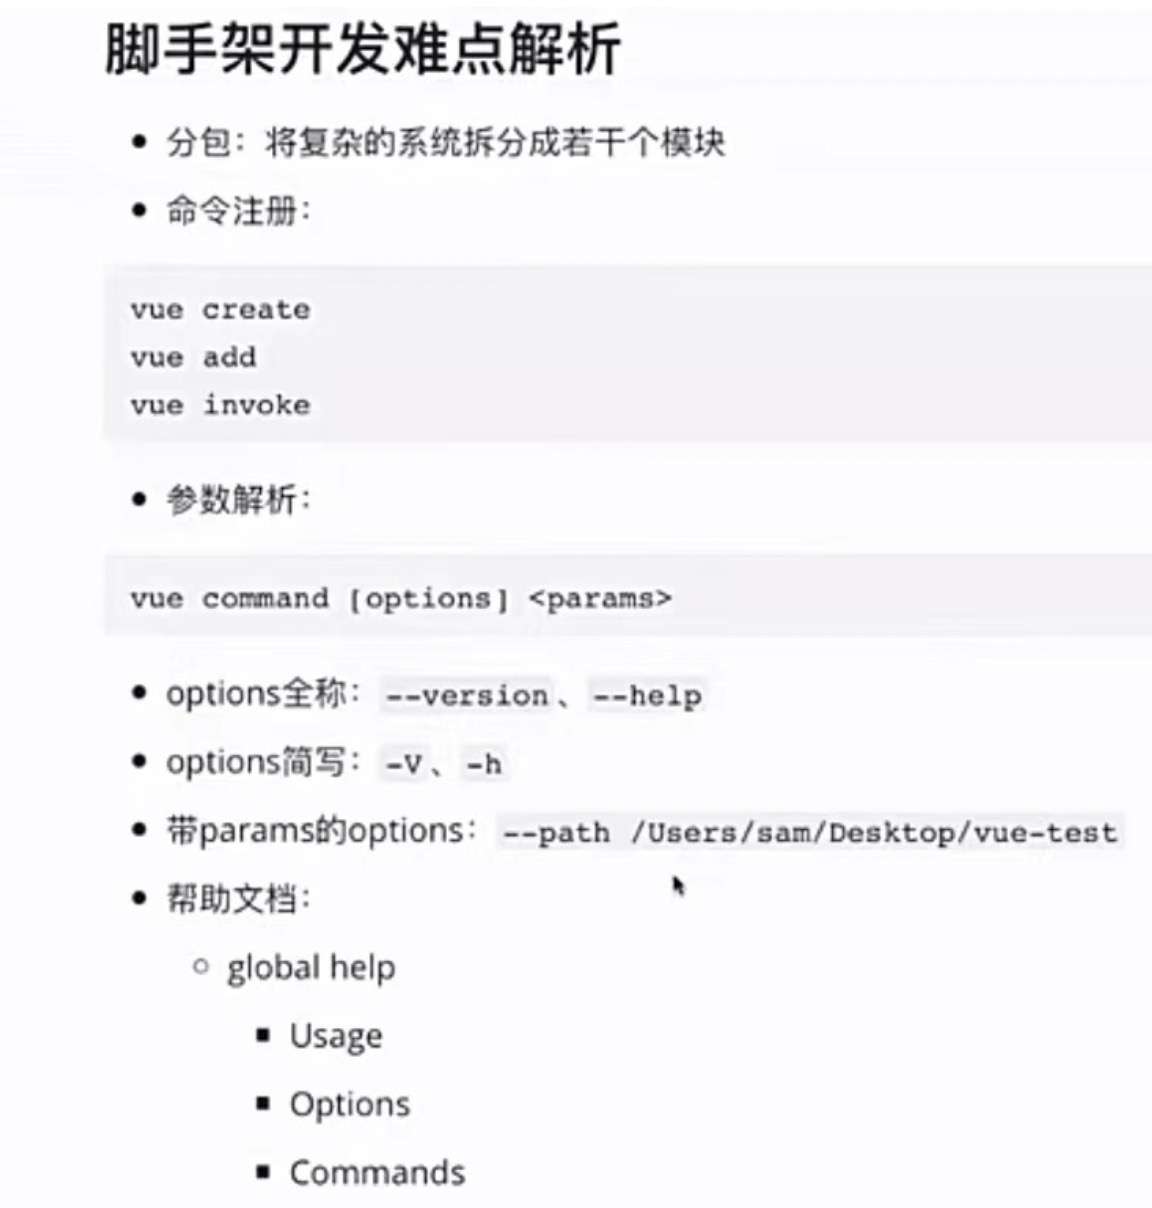 脚手架开发难点解析
分包：将复杂的系统拆分成若干个模块
命令注册：
vue create
vue add
vue invoke
参数解析：
vue command [options] <params>
options全称：--version、--help
options简写：-V、-h
带params的options：--path /Users/sam/Desktop/vue-test
帮助文档：
global help
Usage
Options
Commands